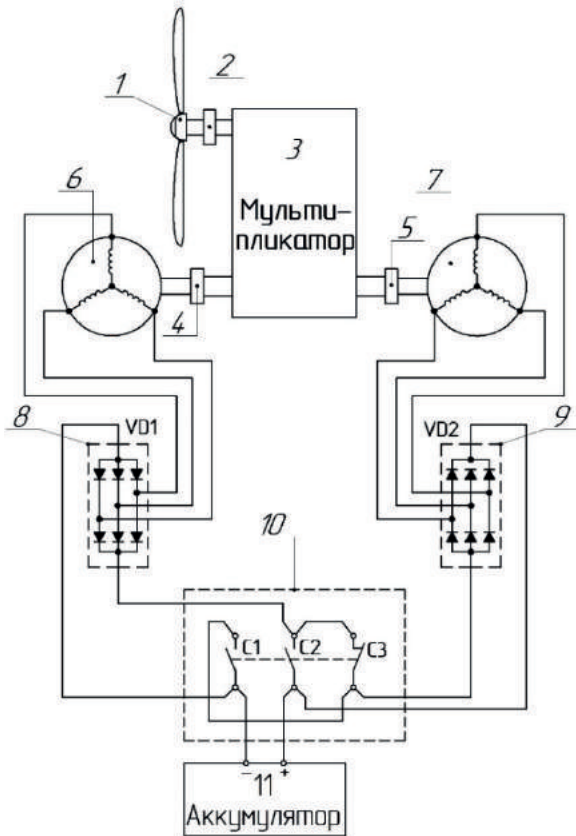 1
2
3
Мульти-
пликатор
6
7
5
4
8
VD1
VD2
9
10
C1
C2
C3
- 11 +
Аккумулятор